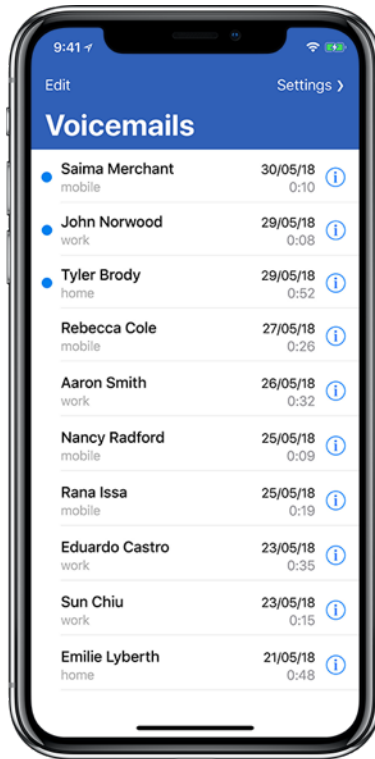 9:41
Edit
Settings
Voicemails
Saima Merchant 30/05/18
mobile 0:10
John Norwood 29/05/18
work 0:08
Tyler Brody 29/05/18
home 0:52
Rebecca Cole 27/05/18
mobile 0:26
Aaron Smith 26/05/18
work 0:32
Nancy Radford 25/05/18
mobile 0:09
Rana Issa 25/05/18
mobile 0:19
Eduardo Castro 23/05/18
work 0:35
Sun Chiu 23/05/18
work 0:15
Emilie Lyberth 21/05/18
home 0:48